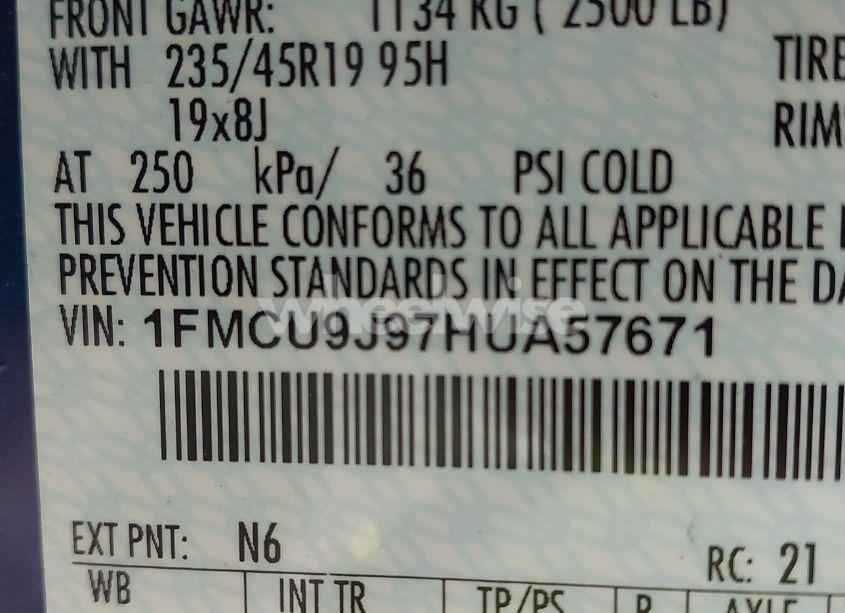 FRONT GAWR: 1134 KG ( 2500 LB)
WITH 235/45R19 95H TIRE
19x8J RIM
AT 250 kPa/ 36 PSI COLD
THIS VEHICLE CONFORMS TO ALL APPLICABLE
PREVENTION STANDARDS IN EFFECT ON THE DA
wheelwise
VIN: 1FMCU9J97HUA57671
EXT PNT: N6 RC: 21
WB INT TR TP/PS R AXLE